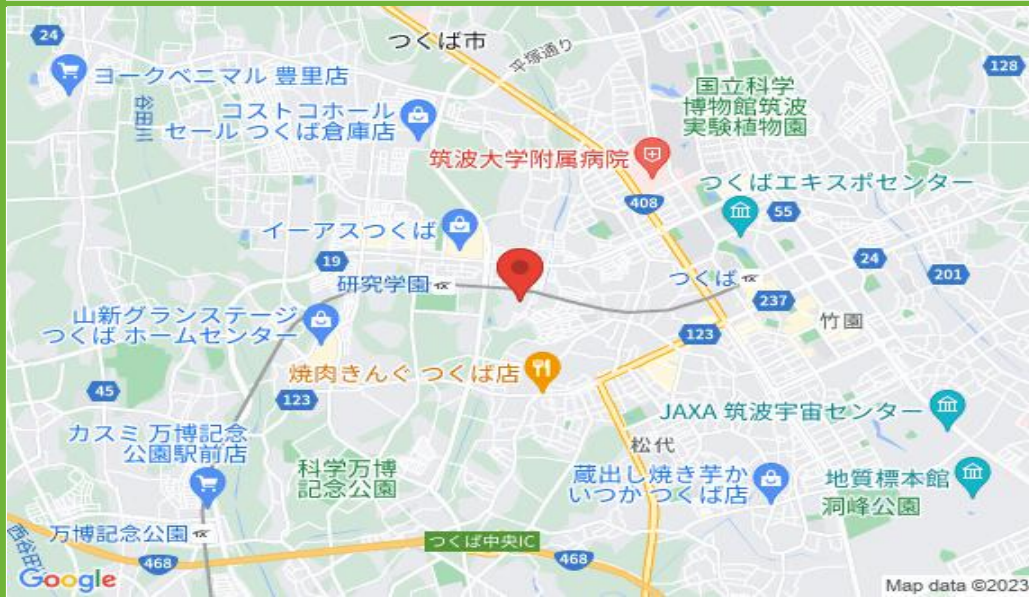 24
つくば市
平塚通り
128
ヨークベニマル 豊里店
谷田川
コストコホール
セール つくば倉庫店
国立科学
博物館筑波
実験植物園
筑波大学附属病院
408
つくばエキスポセンター
55
イーアスつくば
19
研究学園
つくば
24
201
237
山新グランステージ
つくば ホームセンター
123
竹園
焼肉きんぐ つくば店
45
123
JAXA 筑波宇宙センター
カスミ 万博記念
公園駅前店
科学万博
記念公園
松代
蔵出し焼き芋か
いつか つくば店
地質標本館
洞峰公園
万博記念公園
つくば中央IC
西谷田
468
468
Google
Map data ©2023